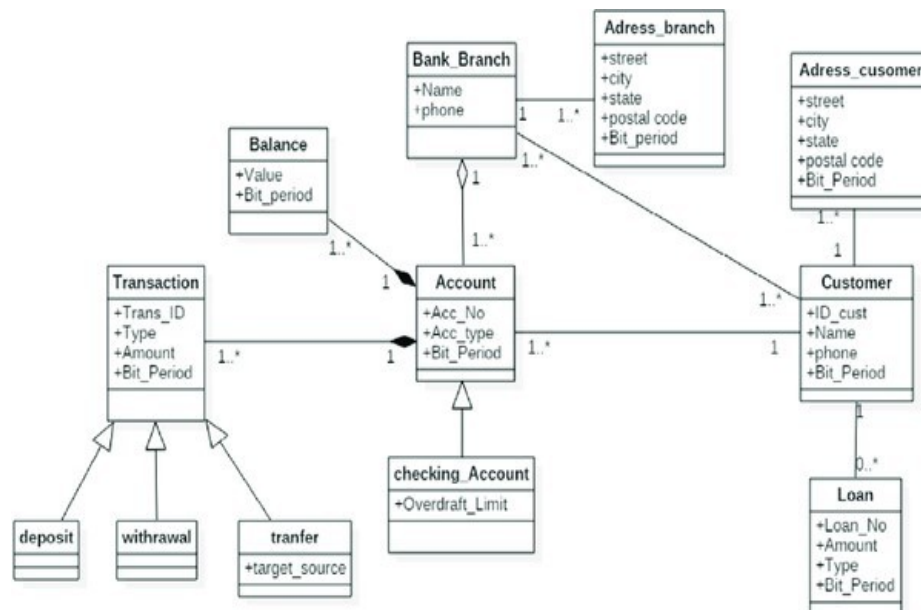 Adress_branch
+street
+city
+state
+postal code
+Bit_period
Bank_Branch
+Name
+phone
Adress_cusomer
+street
+city
+state
+postal code
+Bit_Period
Balance
+Value
+Bit_period
1
1..*
1..*
1
1..*
1..*
1
1..*
1
1..*
1
Transaction
+Trans_ID
+Type
+Amount
+Bit_Period
Account
+Acc_No
+Acc_type
+Bit_Period
Customer
+ID_cust
+Name
+phone
+Bit_Period
1..*
1
1..*
1
1
0..*
checking_Account
+Overdraft_Limit
Loan
+Loan_No
+Amount
+Type
+Bit_Period
deposit
withrawal
tranfer
+target_source